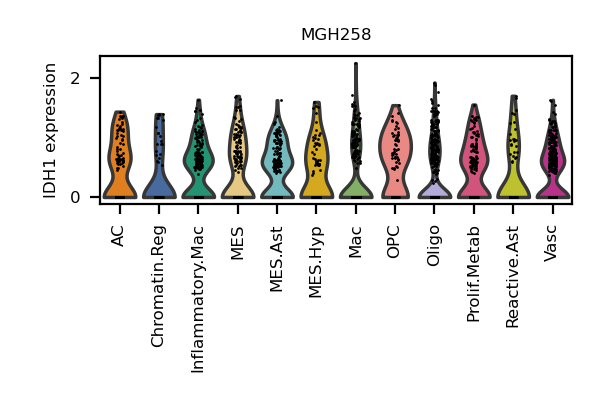 MGH258
IDH1 expression
2
0
AC
Chromatin.Reg
Inflammatory.Mac
MES
MES.Ast
MES.Hyp
Mac
OPC
Oligo
Prolif.Metab
Reactive.Ast
Vasc